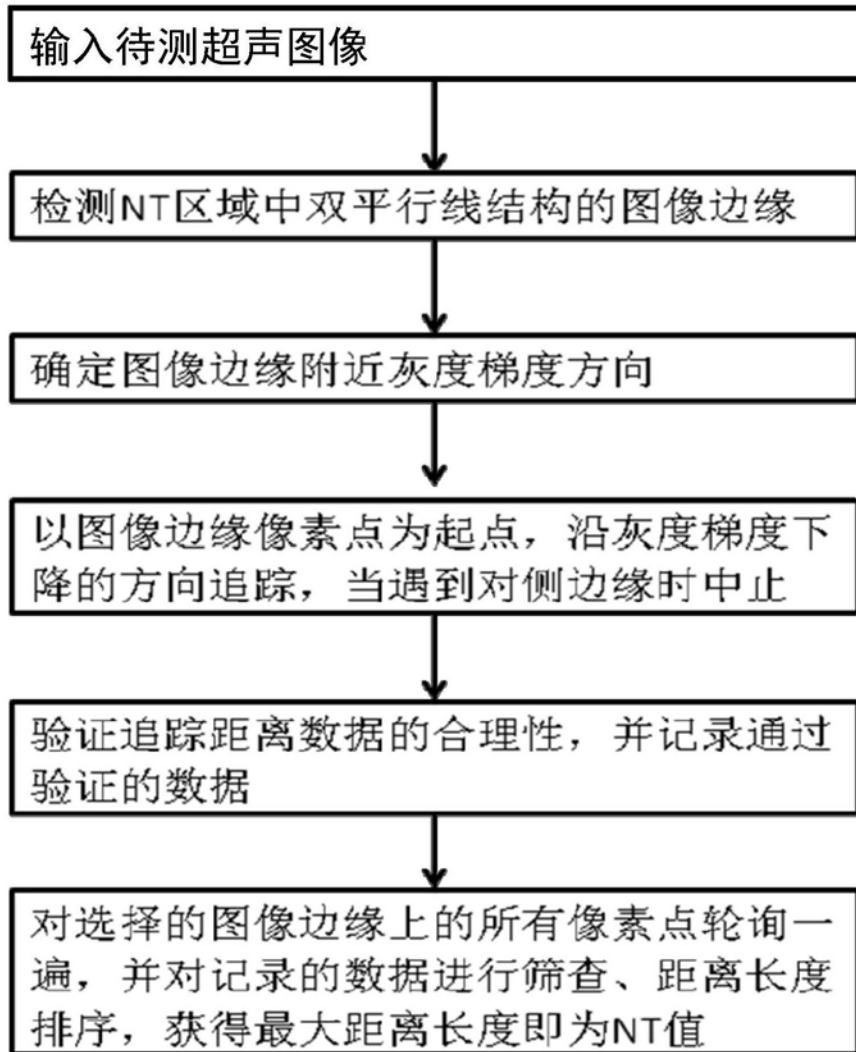 输入待测超声图像
检测NT区域中双平行线结构的图像边缘
确定图像边缘附近灰度梯度方向
以图像边缘像素点为起点，沿灰度梯度下
降的方向追踪，当遇到对侧边缘时中止
验证追踪距离数据的合理性，并记录通过
验证的数据
对选择的图像边缘上的所有像素点轮询一
遍，并对记录的数据进行筛查、距离长度
排序，获得最大距离长度即为NT值